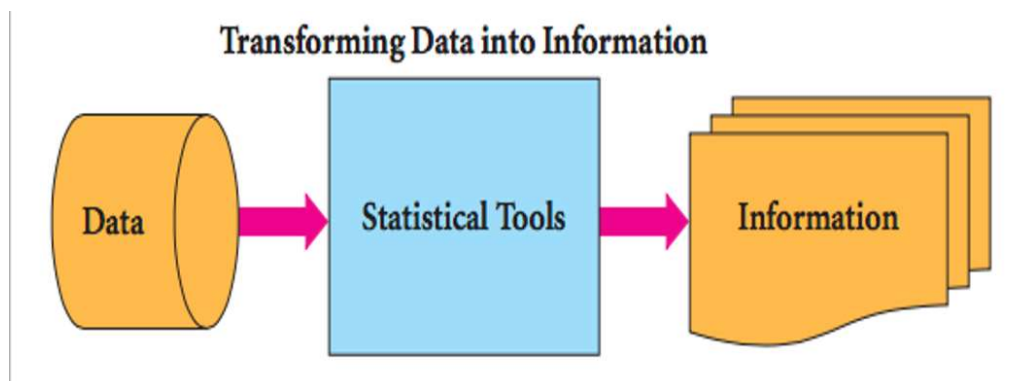 Transforming Data into Information
Data
Statistical Tools
Information